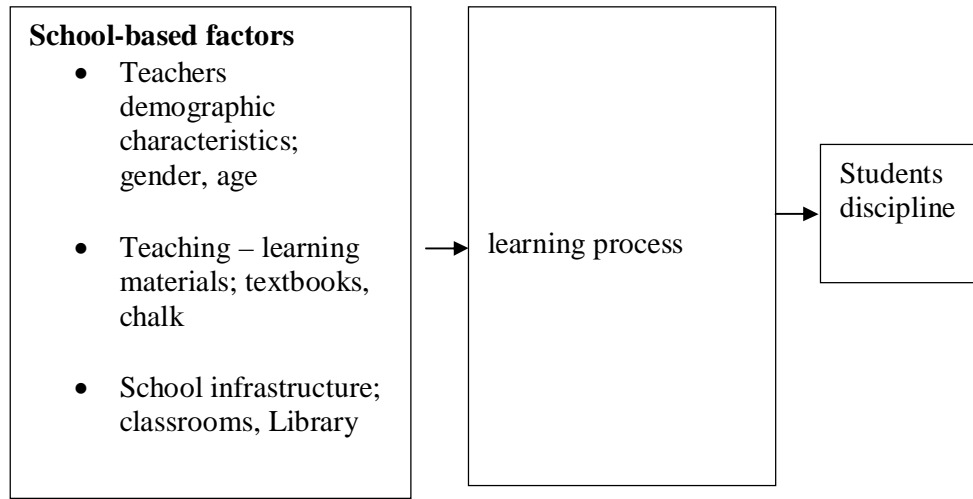 School-based factors
• Teachers
demographic
characteristics;
gender, age
• Teaching – learning
materials; textbooks,
chalk
• School infrastructure;
classrooms, Library
learning process
Students
discipline